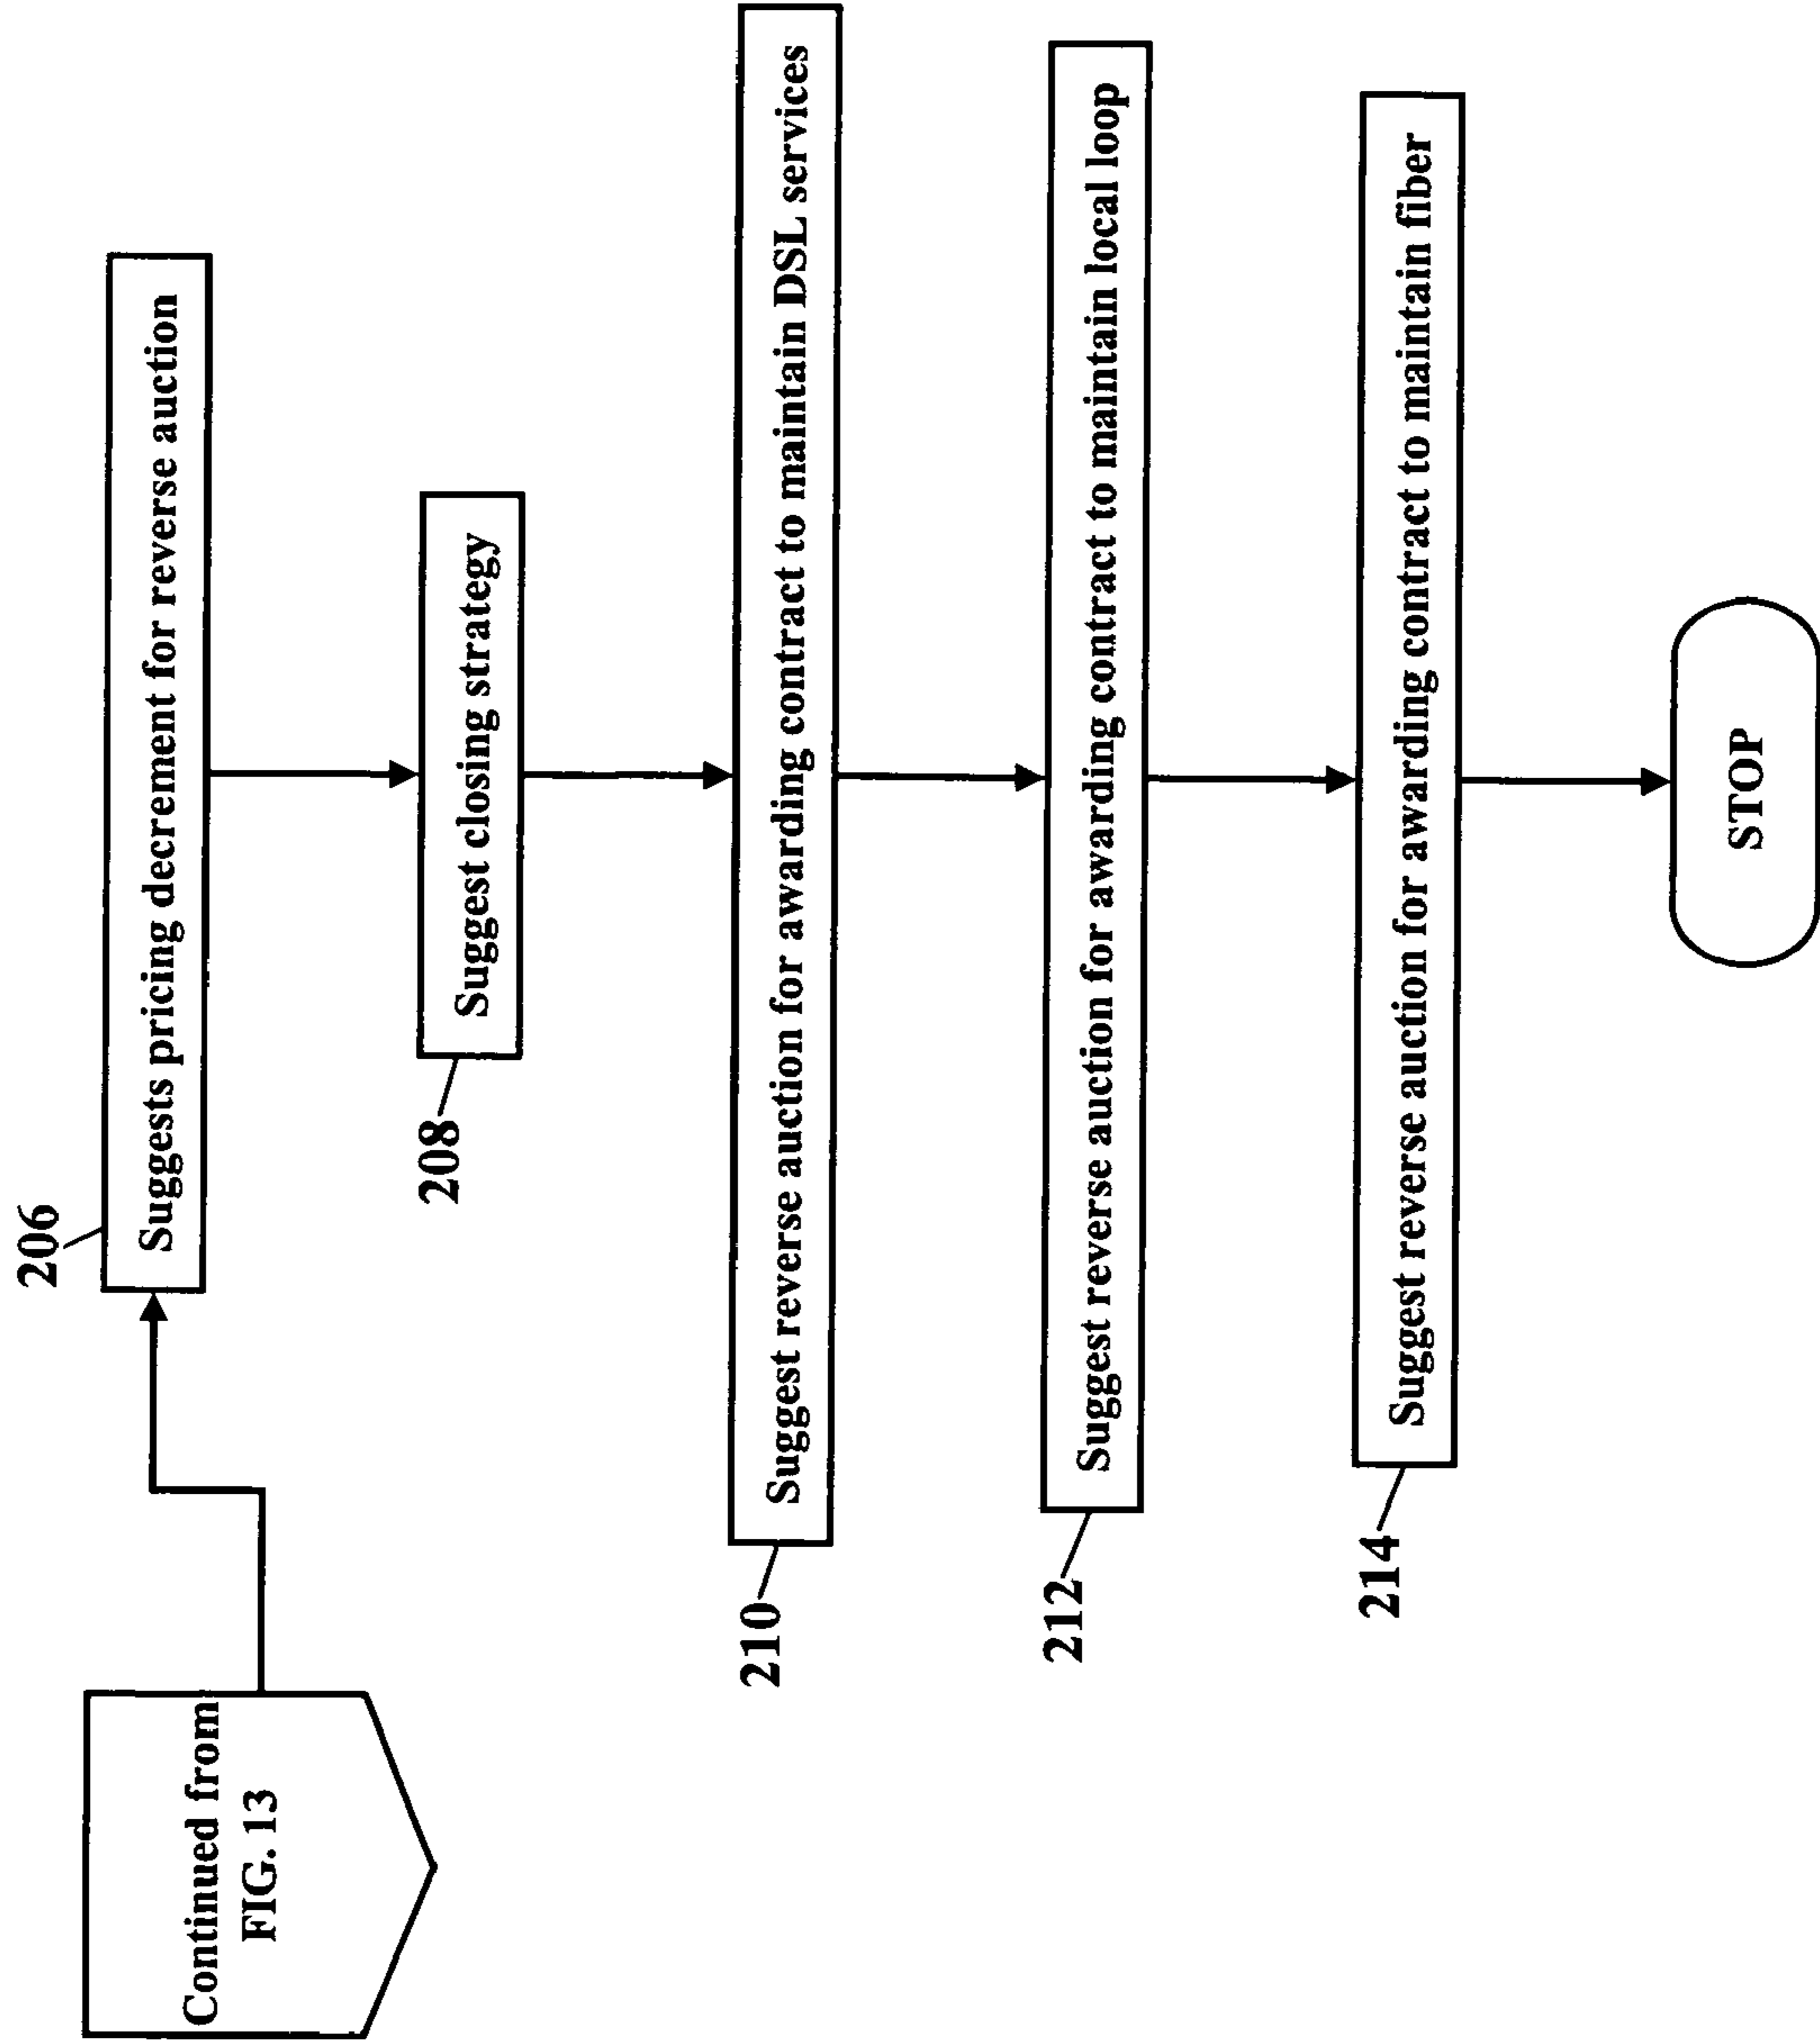 Continued from
FIG. 13
206
Suggests pricing decrement for reverse auction
208
Suggest closing strategy
210
Suggest reverse auction for awarding contract to maintain DSL services
212
Suggest reverse auction for awarding contract to maintain local loop
214
Suggest reverse auction for awarding contract to maintain fiber
STOP